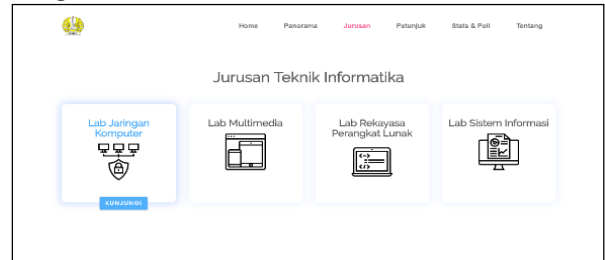 Home Panorama Jurusan Petunjuk Stats & Poll Tentang
Jurusan Teknik Informatika
Lab Jaringan
Komputer
KUNJUNGI
Lab Multimedia
Lab Rekayasa
Perangkat Lunak
Lab Sistem Informasi